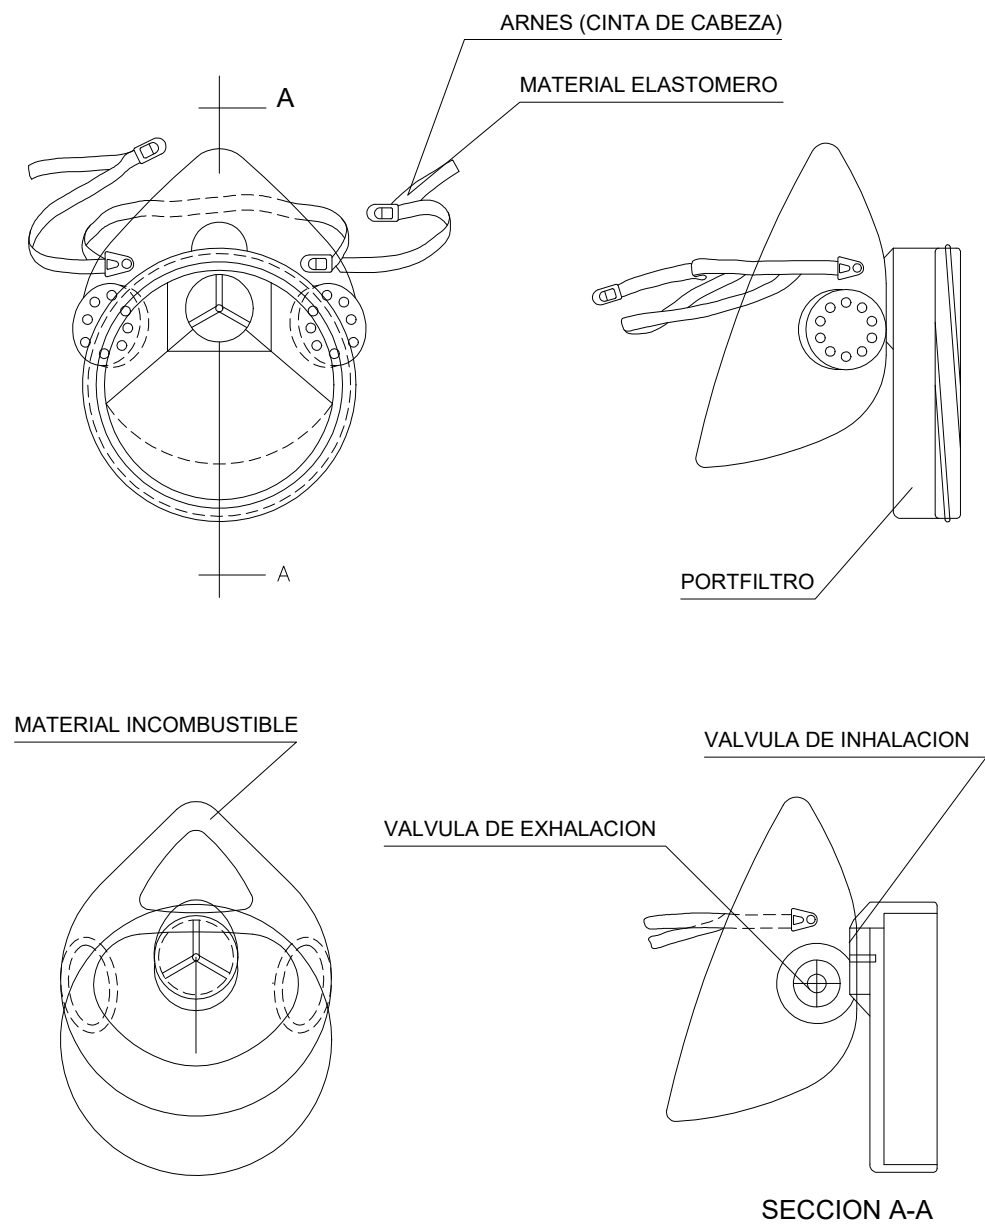 ARNES (CINTA DE CABEZA)
MATERIAL ELASTOMERO
A
A
PORTFILTRO
MATERIAL INCOMBUSTIBLE
VALVULA DE INHALACION
VALVULA DE EXHALACION
SECCION A-A